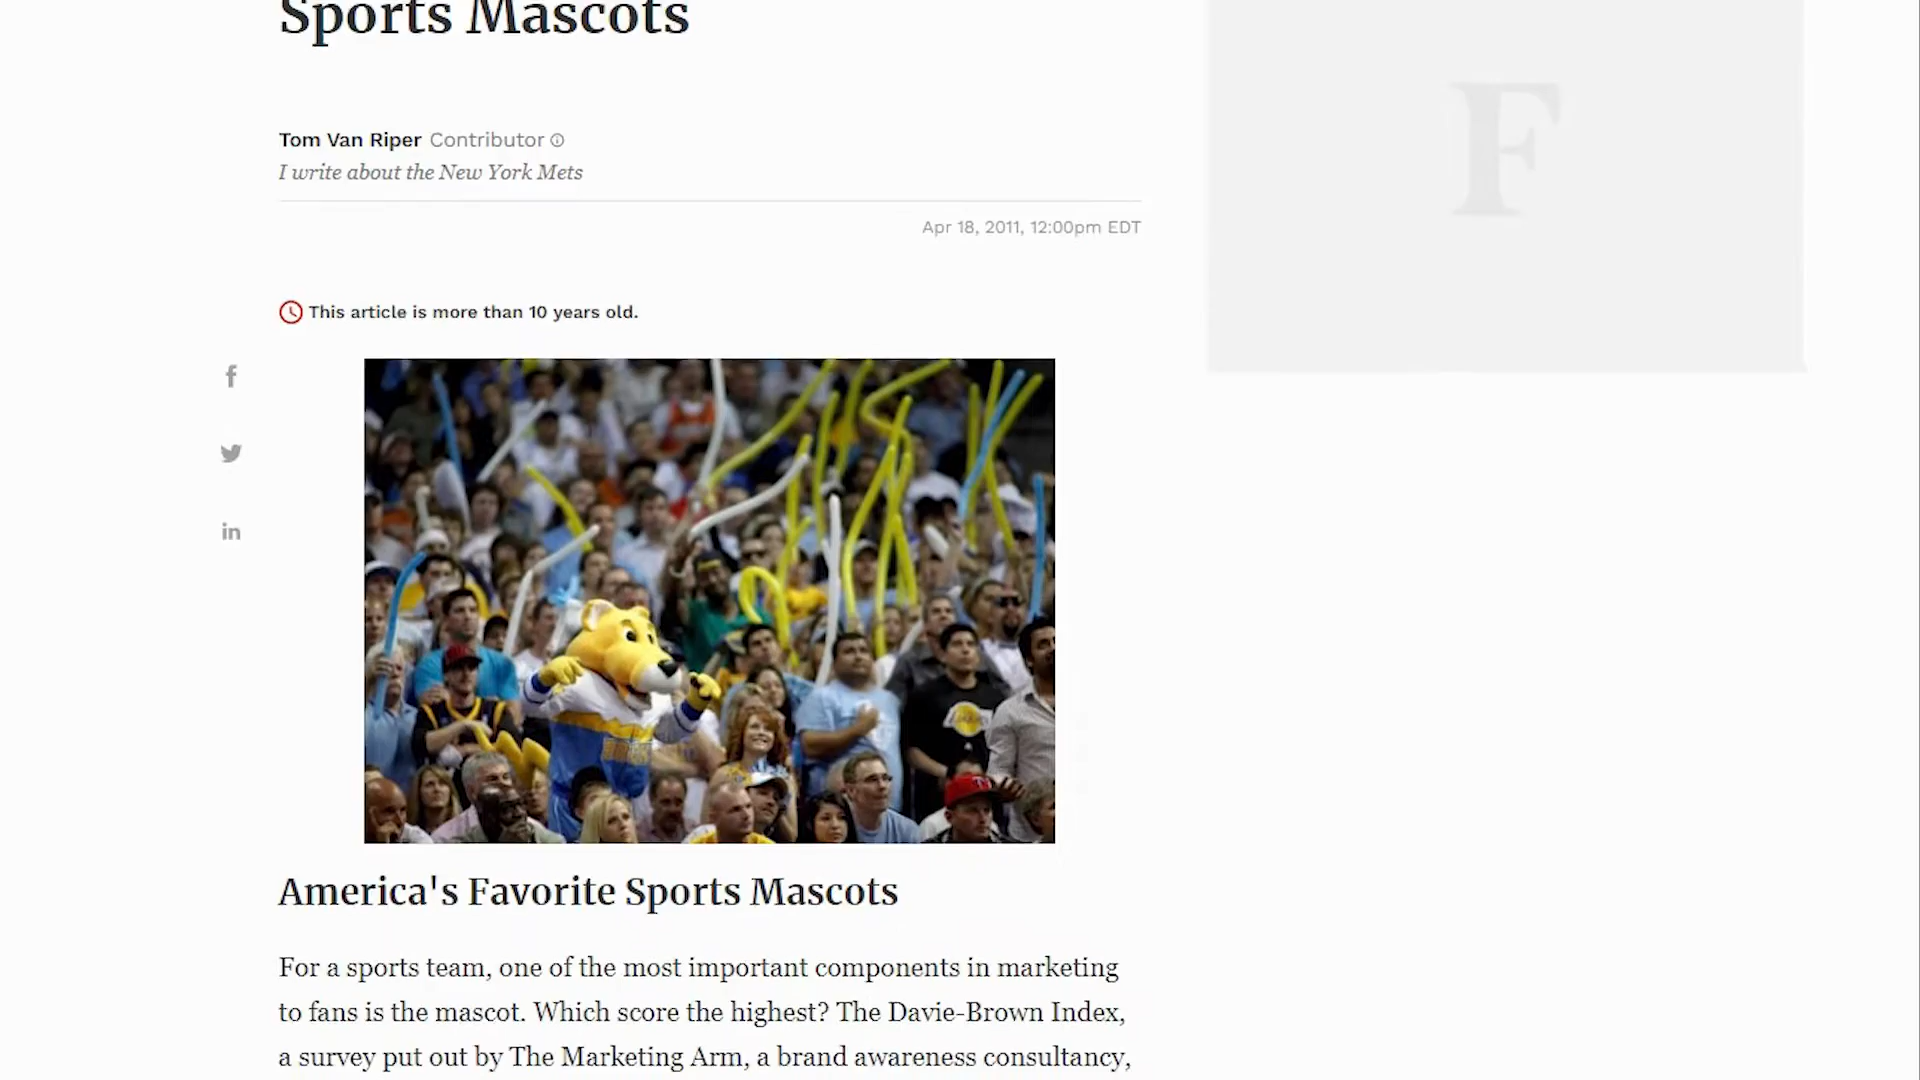 Sports Mascots
Tom Van Riper Contributor
I write about the New York Mets
Apr 18, 2011, 12:00pm EDT
This article is more than 10 years old.
F
f
in
America's Favorite Sports Mascots
For a sports team, one of the most important components in marketing
to fans is the mascot. Which score the highest? The Davie-Brown Index,
a survey put out by The Marketing Arm, a brand awareness consultancy,